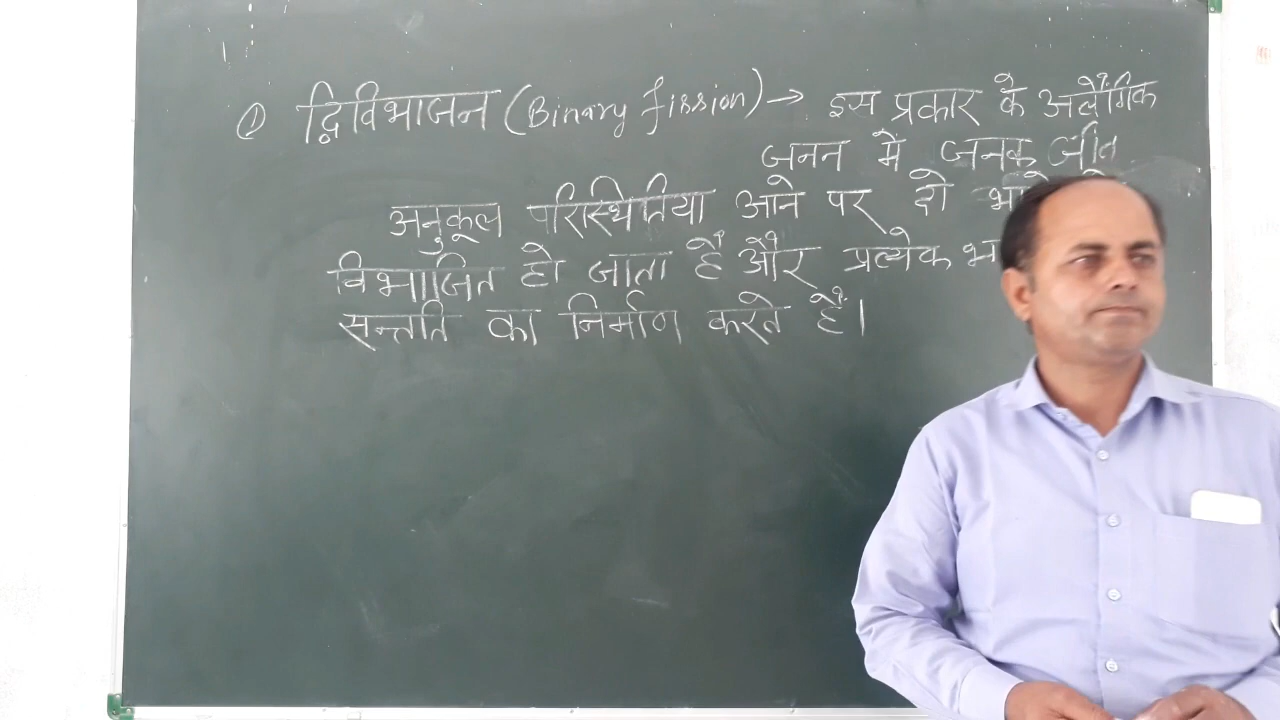 ① द्विविभाजन (Binary fission) → इस प्रकार के अलैंगिक
जनन में जनक जीव
अनुकूल परिस्थितिया आने पर दो
विभाजित हो जाता है और प्रत्येक
सन्तति का निर्माण करते हैं।